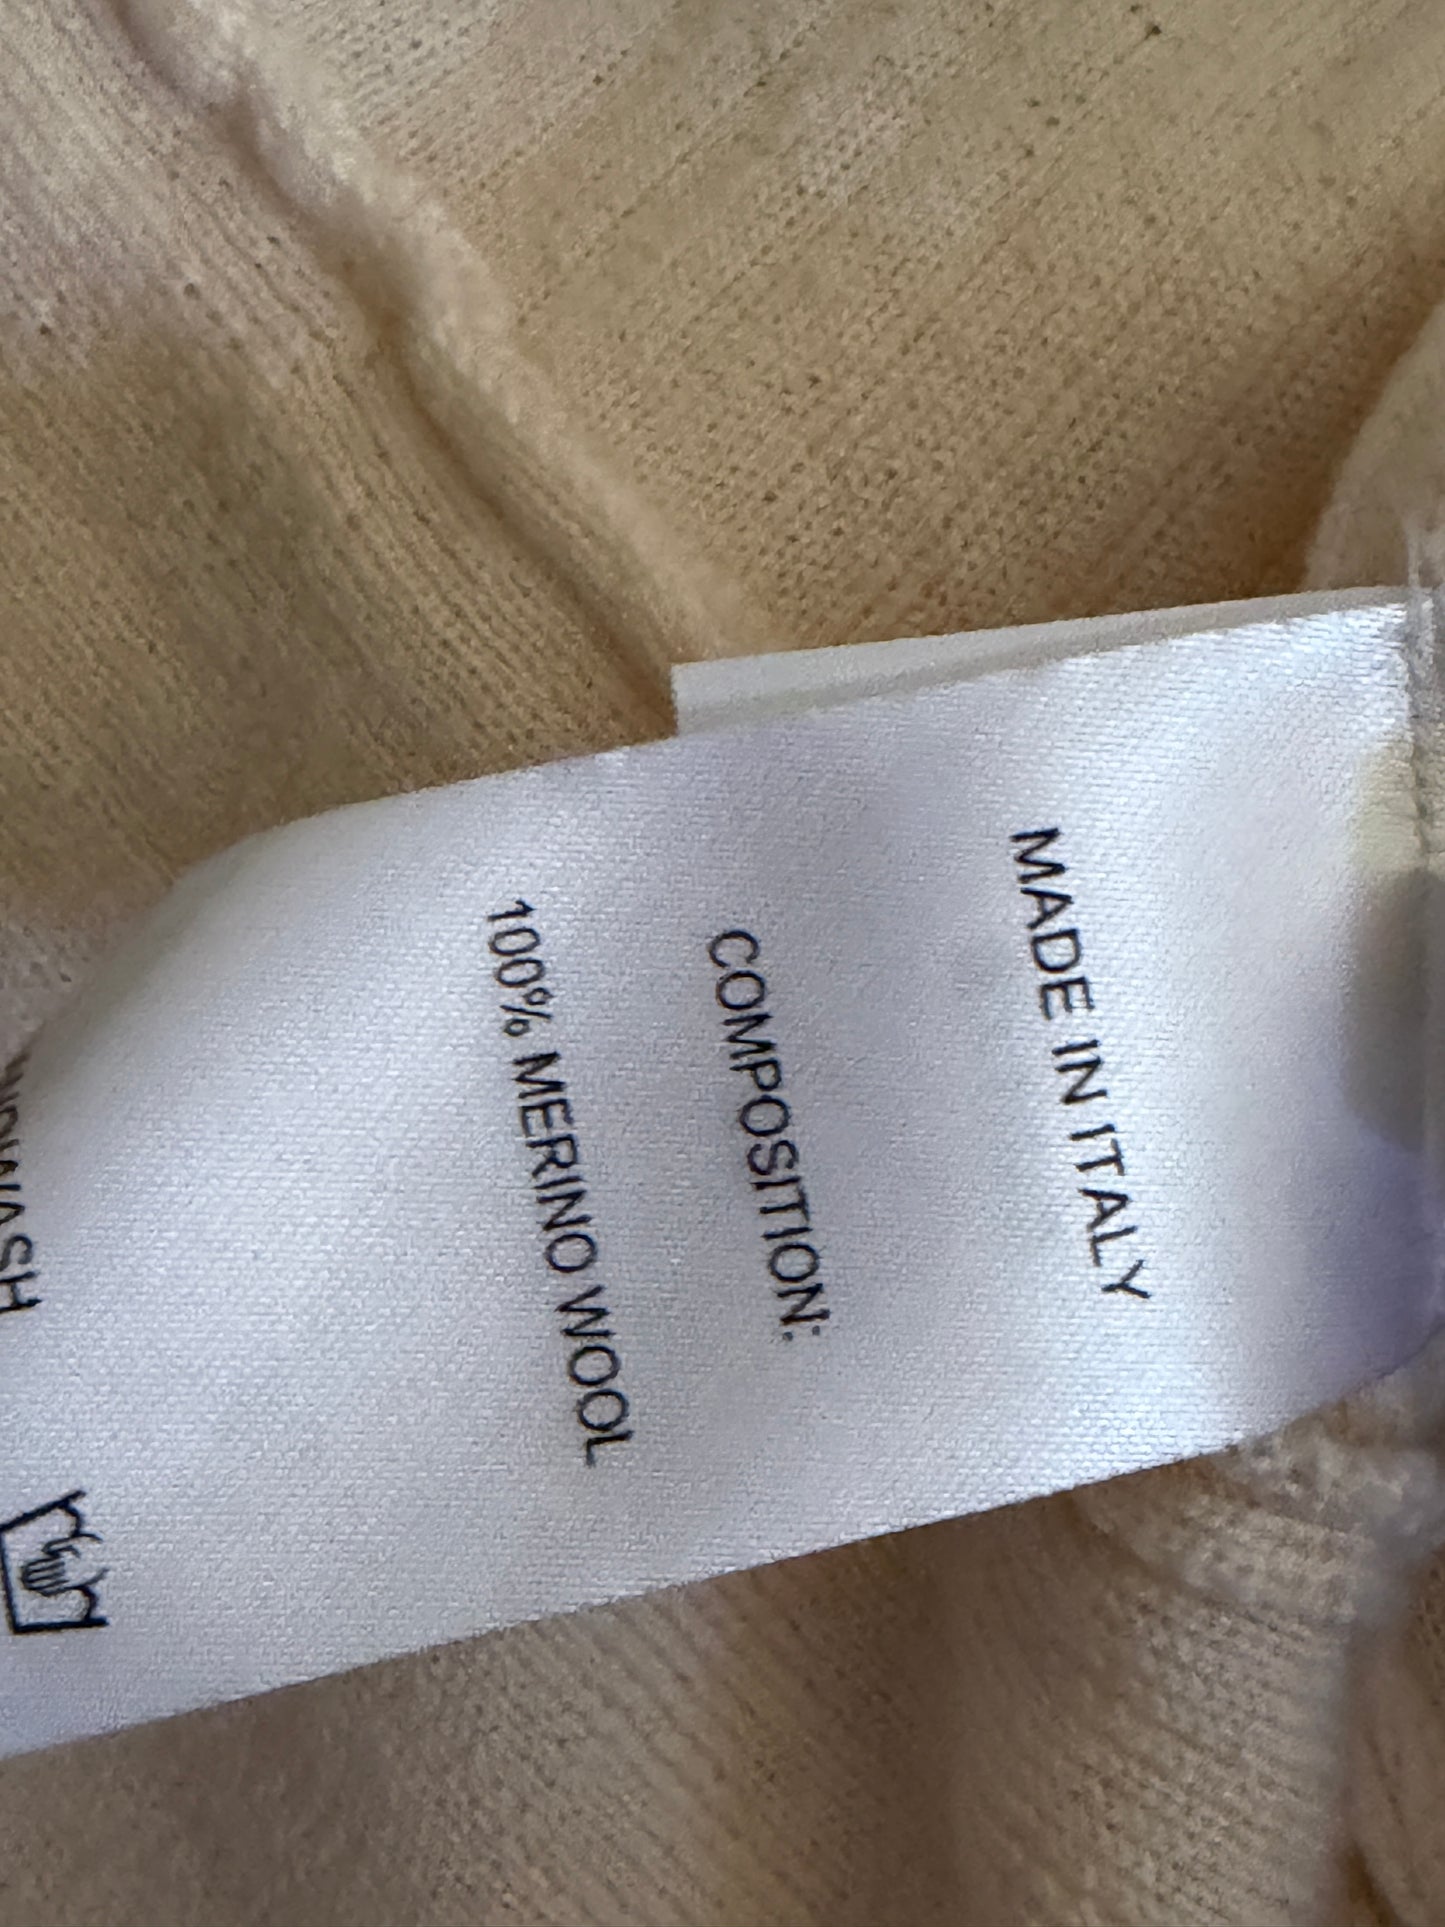 MADE IN ITALY
COMPOSITION:
100% MERINO WOOL